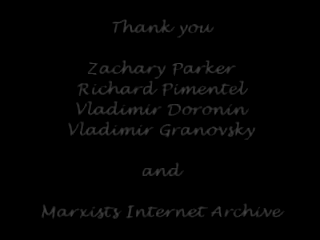 Thank you
Zachary Parker
Richard Pimentel
Vladimir Doronin
Vladimir Granovsky
and
Marxists Internet Archive